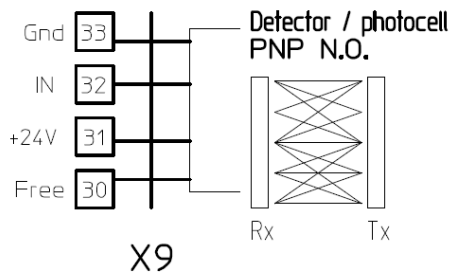 Gnd 33
Detector / photocell
PNP N.O.
IN 32
+24V 31
Free 30
Rx Tx
X9